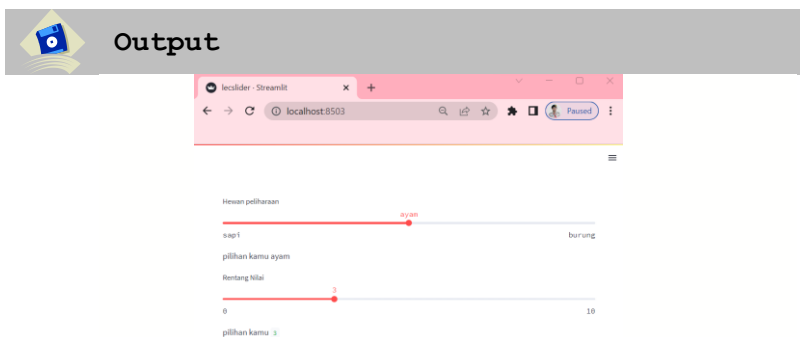 Output
lecslider · Streamlit
localhost:8503
Paused
Hewan peliharaan
ayam
sapi burung
pilihan kamu ayam
Rentang Nilai
3
0 10
pilihan kamu 3